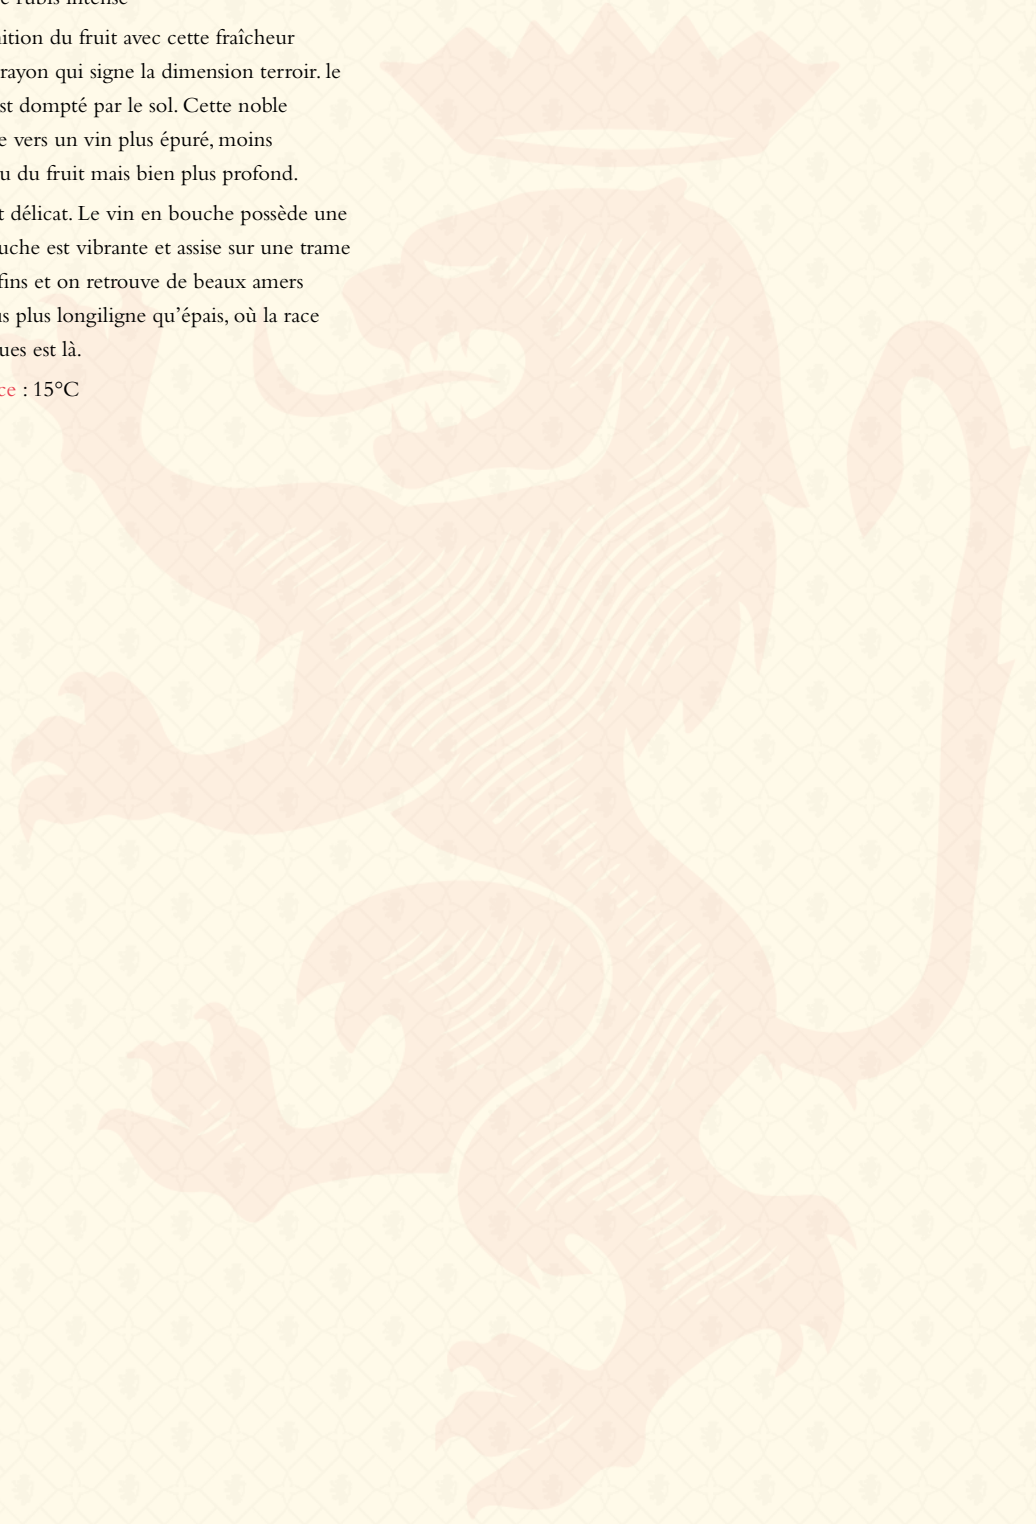 e rubis intense
ition du fruit avec cette fraîcheur
rayon qui signe la dimension terroir. le
st dompté par le sol. Cette noble
e vers un vin plus épuré, moins
u du fruit mais bien plus profond.
t délicat. Le vin en bouche possède une
uche est vibrante et assise sur une trame
fins et on retrouve de beaux amers
s plus longiligne qu’épais, où la race
ues est là.
ce : 15°C